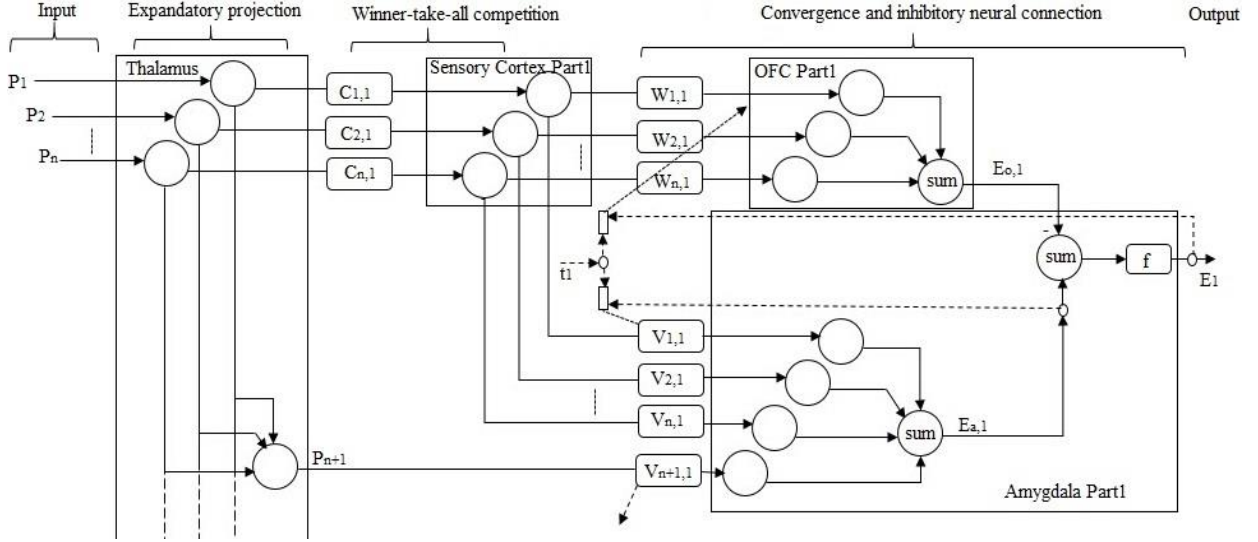 Input
Expandatory projection
Winner-take-all competition
Convergence and inhibitory neural connection
Output
Thalamus
Sensory Cortex Part1
OFC Part1
P1
C1,1
W1,1
P2
C2,1
W2,1
Pn
Cn,1
Wn,1
sum
Eo,1
-
sum
f
E1
t1
V1,1
V2,1
Vn,1
sum
Ea,1
Pn+1
Vn+1,1
Amygdala Part1